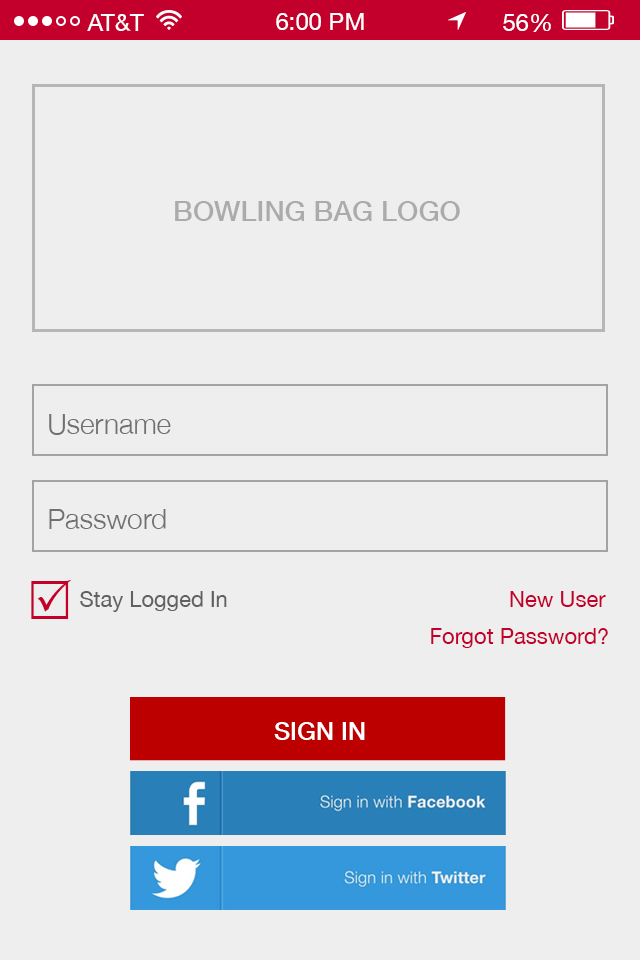 AT&T 6:00 PM 56%
BOWLING BAG LOGO
Username
Password
Stay Logged In New User
Forgot Password?
SIGN IN
Sign in with Facebook
Sign in with Twitter